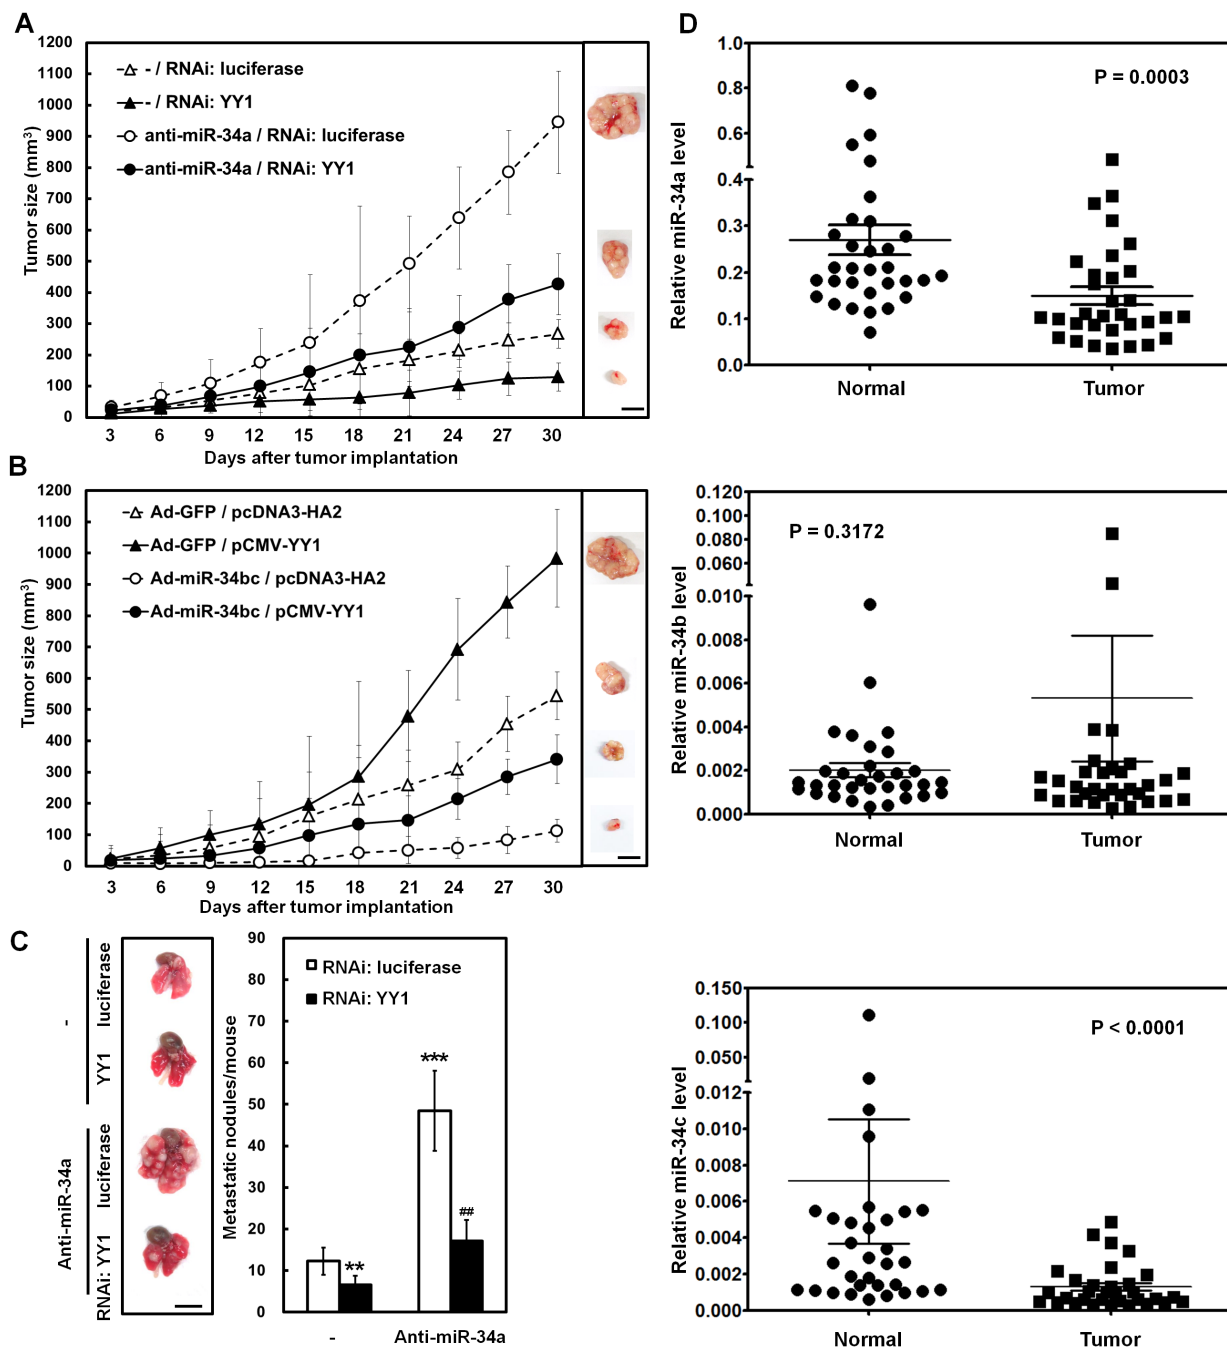 A
1200
1100
1000
900
800
700
600
500
400
300
200
100
0
Tumor size (mm³)
- / RNAi: luciferase
- / RNAi: YY1
anti-miR-34a / RNAi: luciferase
anti-miR-34a / RNAi: YY1
3 6 9 12 15 18 21 24 27 30
Days after tumor implantation
B
1200
1100
1000
900
800
700
600
500
400
300
200
100
0
Tumor size (mm³)
Ad-GFP / pcDNA3-HA2
Ad-GFP / pCMV-YY1
Ad-miR-34bc / pcDNA3-HA2
Ad-miR-34bc / pCMV-YY1
3 6 9 12 15 18 21 24 27 30
Days after tumor implantation
C
-
Anti-miR-34a
luciferase
YY1
luciferase
RNAi: YY1
Metastatic nodules/mouse
90
80
70
60
50
40
30
20
10
0
RNAi: luciferase
RNAi: YY1
**
***
##
- Anti-miR-34a
D
1.0
0.8
0.6
0.4
0.3
0.2
0.1
0.0
Relative miR-34a level
P = 0.0003
Normal Tumor
0.120
0.100
0.080
0.060
0.040
0.010
0.008
0.006
0.004
0.002
0.000
Relative miR-34b level
P = 0.3172
Normal Tumor
0.150
0.100
0.050
0.012
0.010
0.008
0.006
0.004
0.002
0.000
Relative miR-34c level
P < 0.0001
Normal Tumor